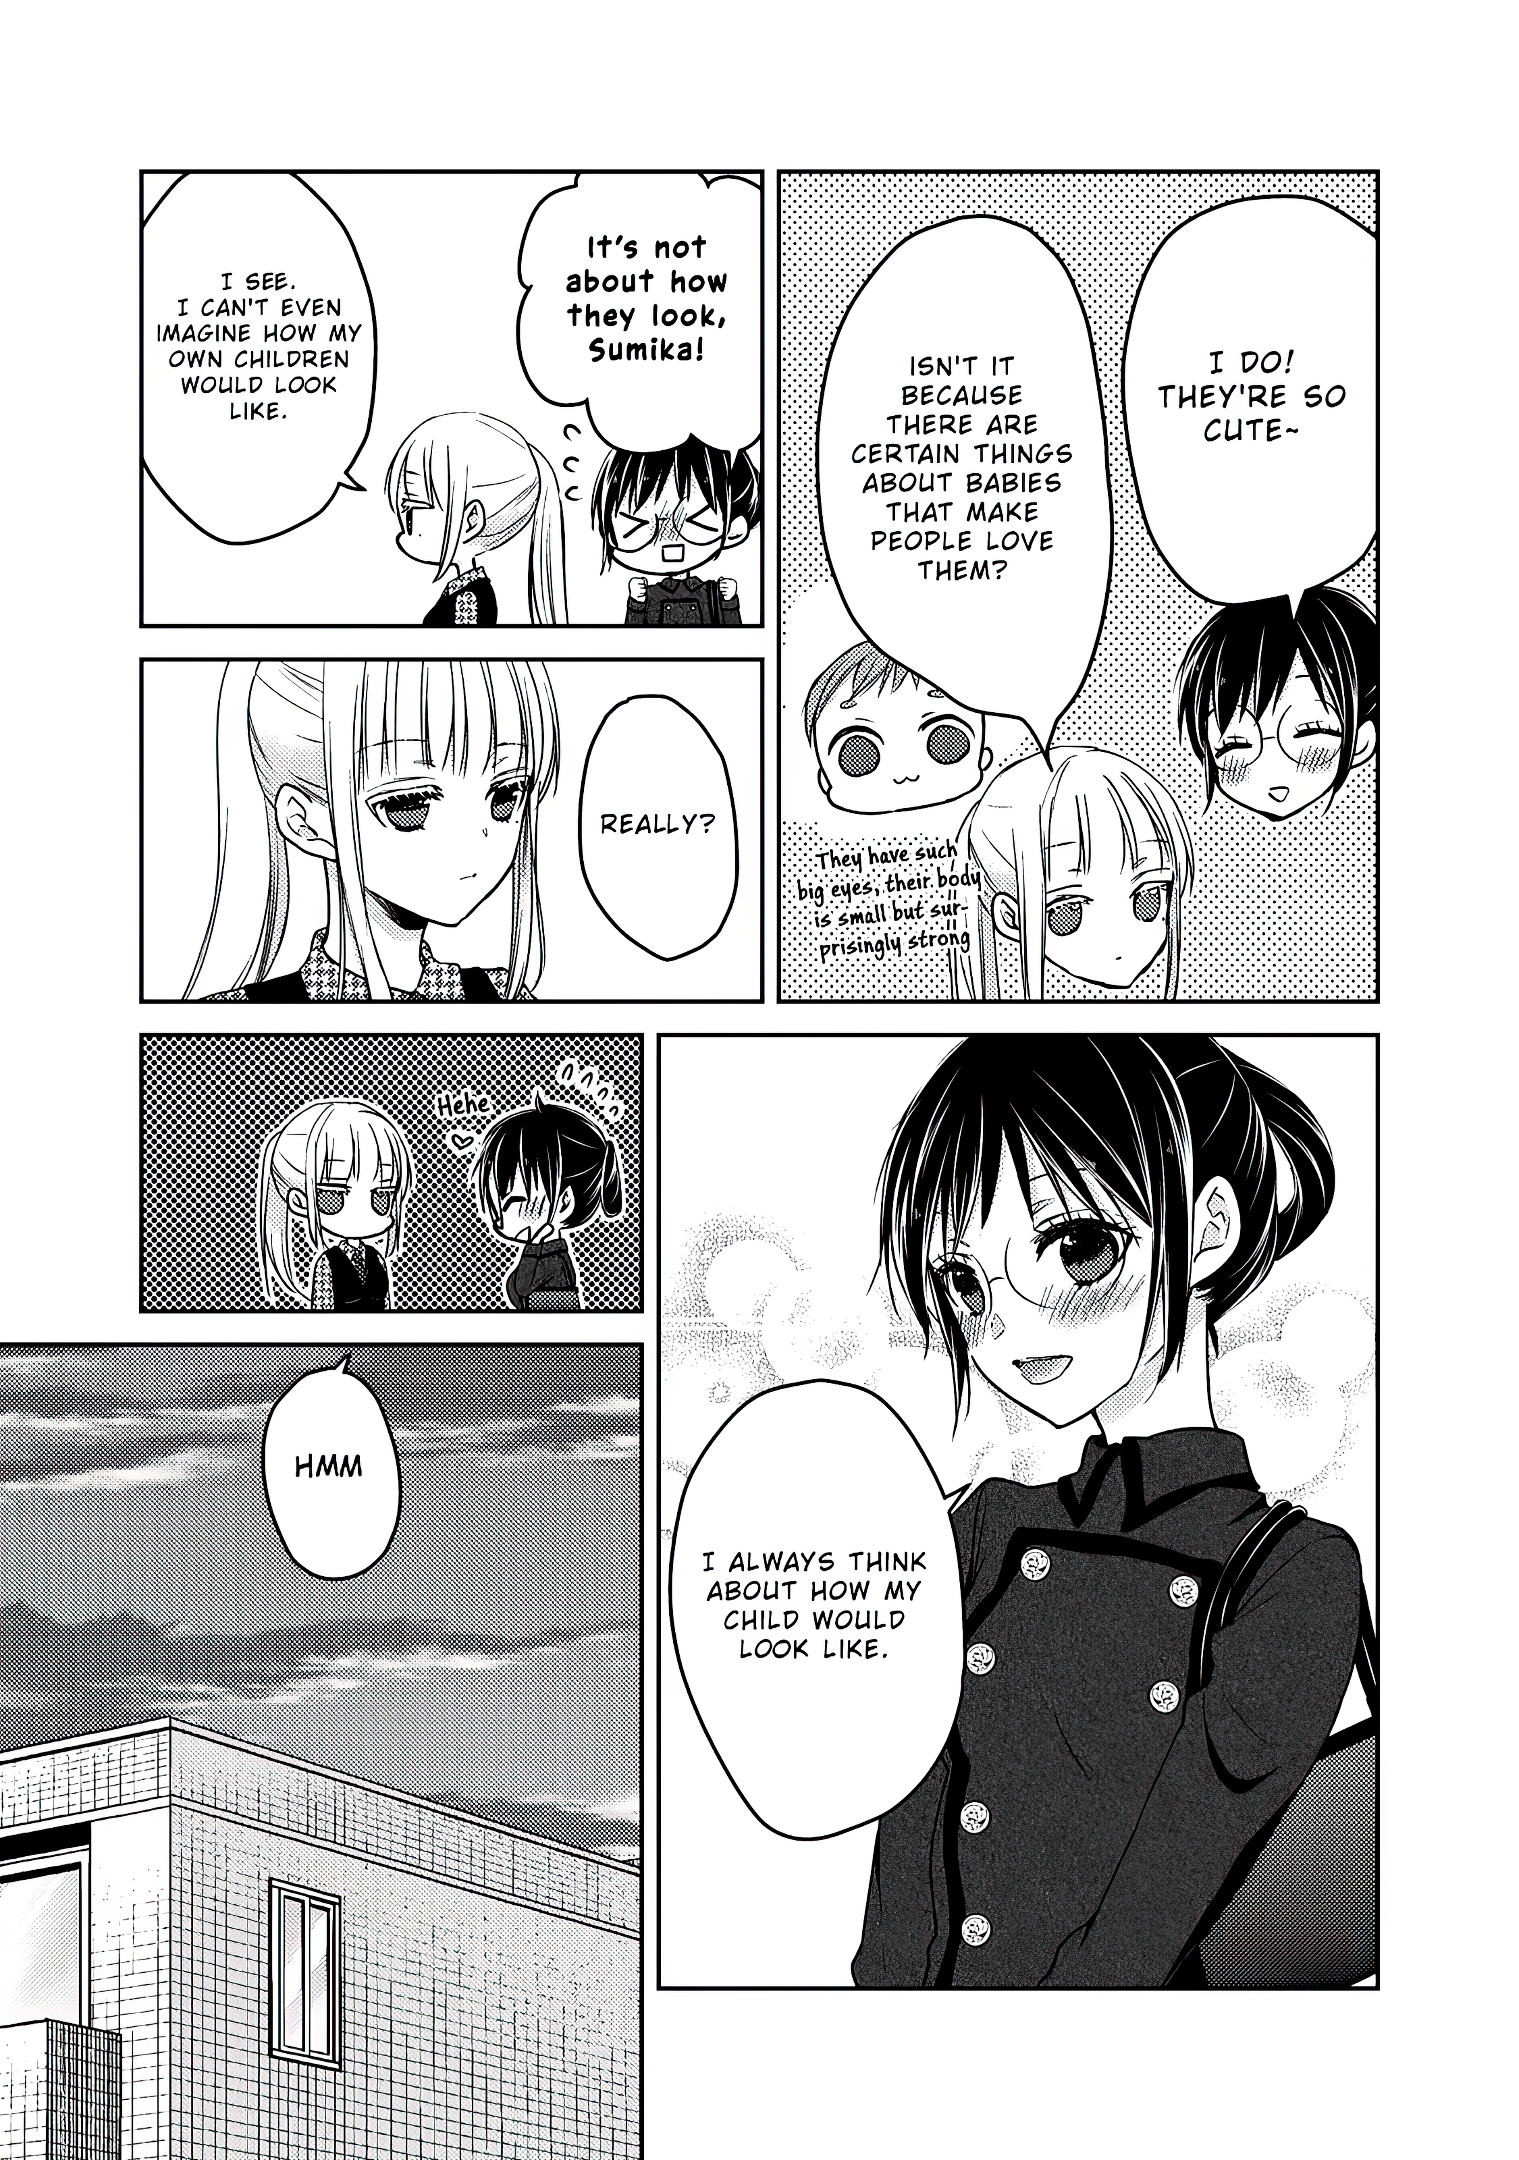 I DO!
THEY'RE SO
CUTE~
ISN'T IT
BECAUSE
THERE ARE
CERTAIN THINGS
ABOUT BABIES
THAT MAKE
PEOPLE LOVE
THEM?
They have such
big eyes, their body
is small but sur-
prisingly strong
It's not
about how
they look,
Sumika!
I SEE.
I CAN'T EVEN
IMAGINE HOW MY
OWN CHILDREN
WOULD LOOK
LIKE.
REALLY?
I ALWAYS THINK
ABOUT HOW MY
CHILD WOULD
LOOK LIKE.
Hehe
HMM